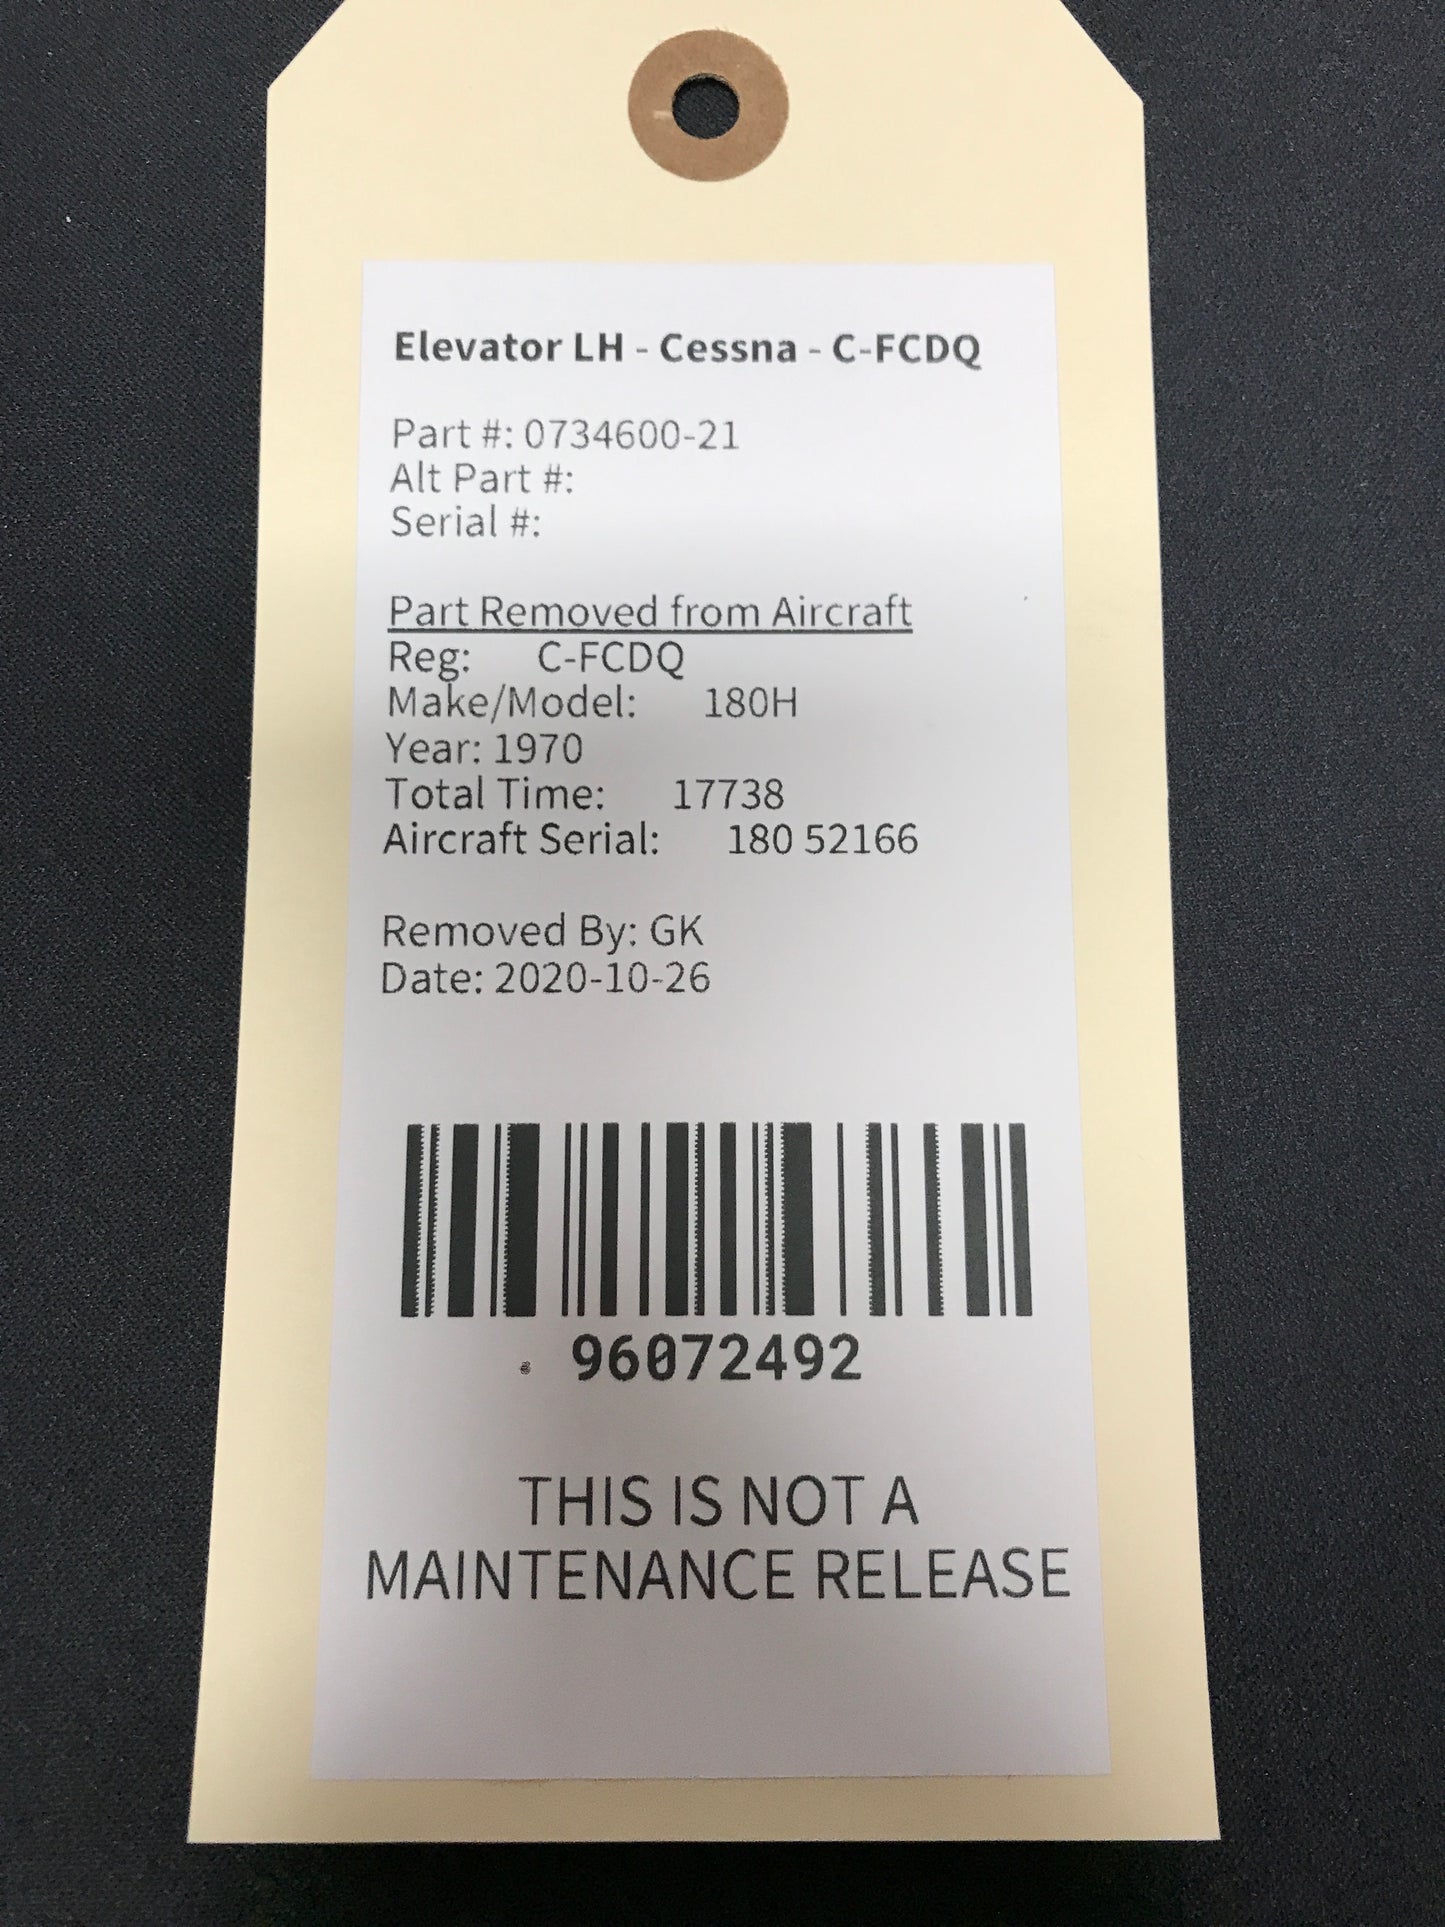 Elevator LH - Cessna - C-FCDQ
Part #: 0734600-21
Alt Part #:
Serial #:
Part Removed from Aircraft
Reg: C-FCDQ
Make/Model: 180H
Year: 1970
Total Time: 17738
Aircraft Serial: 180 52166
Removed By: GK
Date: 2020-10-26
96072492
THIS IS NOT A
MAINTENANCE RELEASE